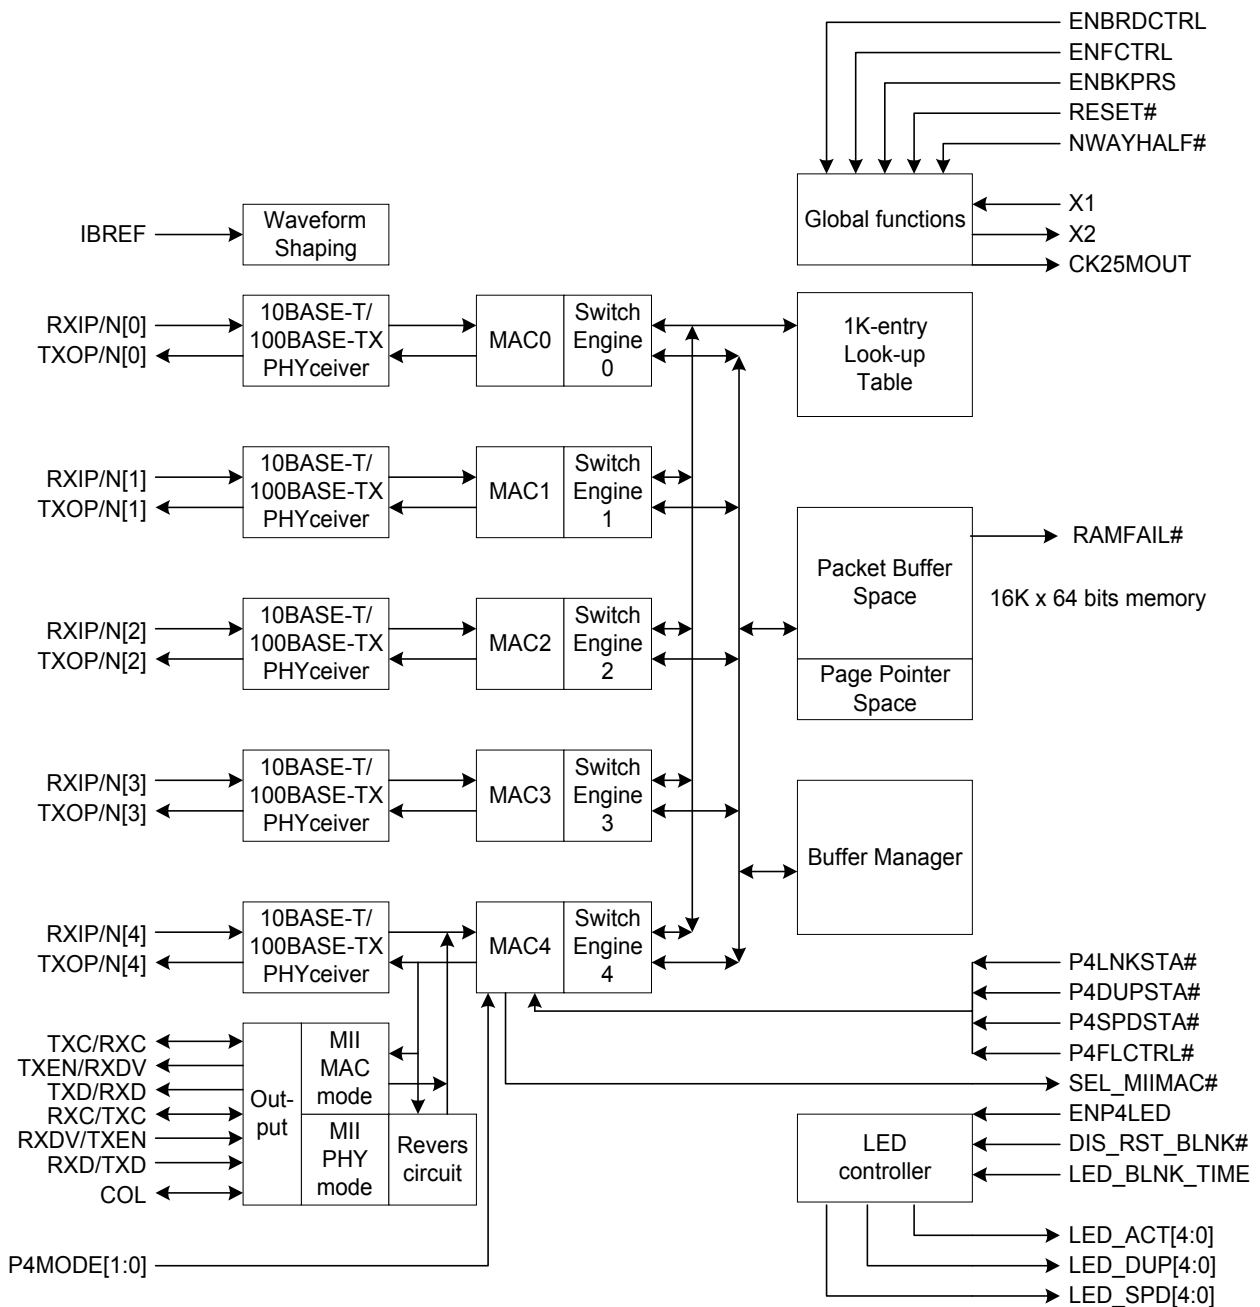 ENBRDCTRL
ENFCTRL
ENBKPRS
RESET#
NWAYHALF#
Global functions
X1
X2
CK25MOUT
IBREF
Waveform
Shaping
RXIP/N[0]
TXOP/N[0]
10BASE-T/
100BASE-TX
PHYceiver
MAC0
Switch
Engine
0
1K-entry
Look-up
Table
RXIP/N[1]
TXOP/N[1]
10BASE-T/
100BASE-TX
PHYceiver
MAC1
Switch
Engine
1
Packet Buffer
Space
RAMFAIL#
16K x 64 bits memory
RXIP/N[2]
TXOP/N[2]
10BASE-T/
100BASE-TX
PHYceiver
MAC2
Switch
Engine
2
Page Pointer
Space
RXIP/N[3]
TXOP/N[3]
10BASE-T/
100BASE-TX
PHYceiver
MAC3
Switch
Engine
3
Buffer Manager
RXIP/N[4]
TXOP/N[4]
10BASE-T/
100BASE-TX
PHYceiver
MAC4
Switch
Engine
4
P4LNKSTA#
P4DUPSTA#
P4SPDSTA#
P4FLCTRL#
SEL_MIIMAC#
TXC/RXC
TXEN/RXDV
TXD/RXD
RXC/TXC
RXDV/TXEN
RXD/TXD
COL
Out-
put
MII
MAC
mode
MII
PHY
mode
Revers
circuit
LED
controller
ENP4LED
DIS_RST_BLNK#
LED_BLNK_TIME
P4MODE[1:0]
LED_ACT[4:0]
LED_DUP[4:0]
LED_SPD[4:0]